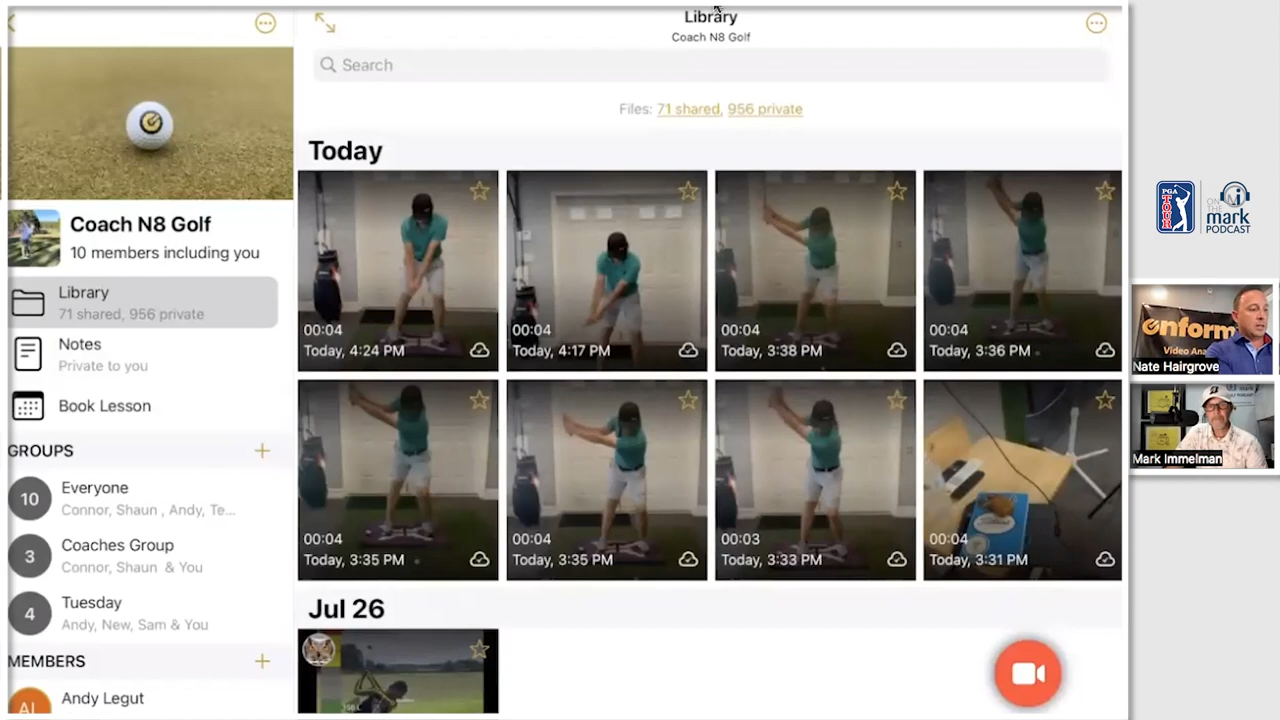 Library
Coach N8 Golf
Search
Files: 71 shared, 956 private
Coach N8 Golf
10 members including you
Library
71 shared, 956 private
Notes
Private to you
Book Lesson
GROUPS
10
Everyone
Connor, Shaun , Andy, Te...
3
Coaches Group
Connor, Shaun & You
4
Tuesday
Andy, New, Sam & You
MEMBERS
AL
Andy Legut
Today
00:04
Today, 4:24 PM
00:04
Today, 4:17 PM
00:04
Today, 3:38 PM
00:04
Today, 3:36 PM
00:04
Today, 3:35 PM
00:04
Today, 3:35 PM
00:03
Today, 3:33 PM
00:04
Today, 3:31 PM
Jul 26
PGA
TOUR
ON
THE
mark
PODCAST
Onform
Video Ana
Nate Hairgrove
Mark Immelman